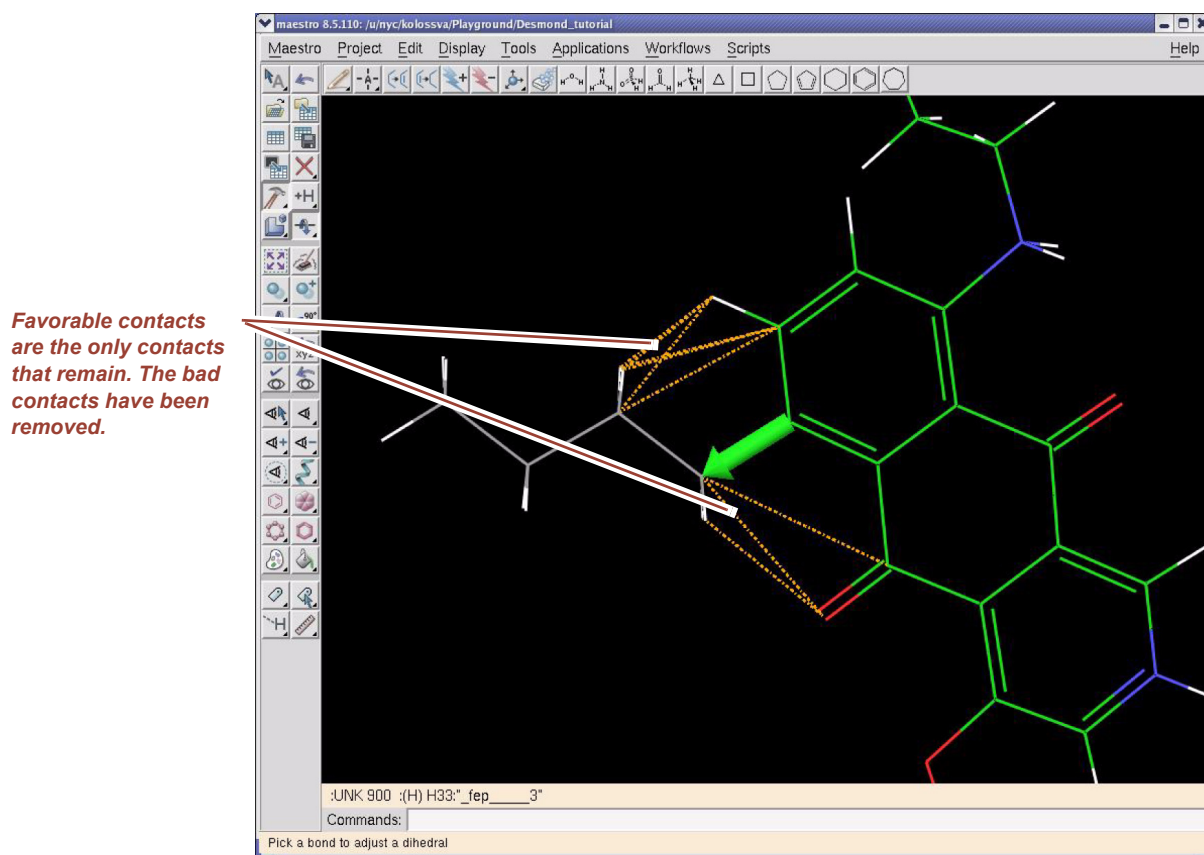 maestro 8.5.110: /u/nyc/kolossva/Playground/Desmond_tutorial
Maestro Project Edit Display Tools Applications Workflows Scripts Help
Favorable contacts
are the only contacts
that remain. The bad
contacts have been
removed.
:UNK 900 :(H) H33:"_fep_____3"
Commands:
Pick a bond to adjust a dihedral